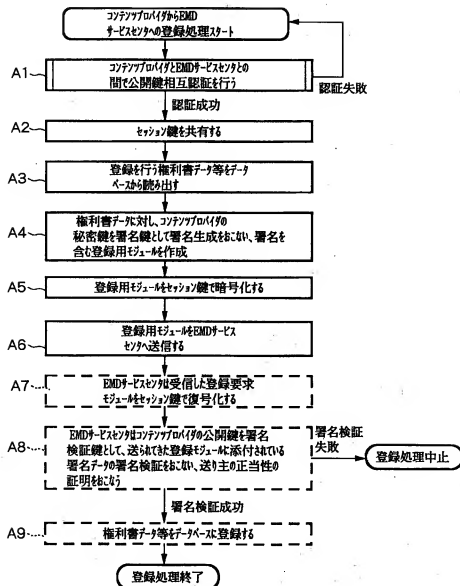 コンテンツプロバイダからEMD
サービスセンタへの登録処理スタート
A1
コンテンツプロバイダとEMDサービスセンタとの
間で公開鍵相互認証を行う
認証失敗
認証成功
A2
セッション鍵を共有する
A3
登録を行う権利書データ等をデータ
ベースから読み出す
A4
権利書データに対し、コンテンツプロバイダの
秘密鍵を署名鍵として署名生成をおこない、署名を
含む登録用モジュールを作成
A5
登録用モジュールをセッション鍵で暗号化する
A6
登録用モジュールをEMDサービス
センタへ送信する
A7
EMDサービスセンタは受信した登録要求
モジュールをセッション鍵で復号化する
A8
EMDサービスセンタはコンテンツプロバイダの公開鍵を署名
検証鍵として、送られてきた登録モジュールに添付されている
署名データの署名検証をおこない、送り主の正当性の
証明をおこなう
署名検証
失敗
登録処理中止
署名検証成功
A9
権利書データ等をデータベースに登録する
登録処理終了